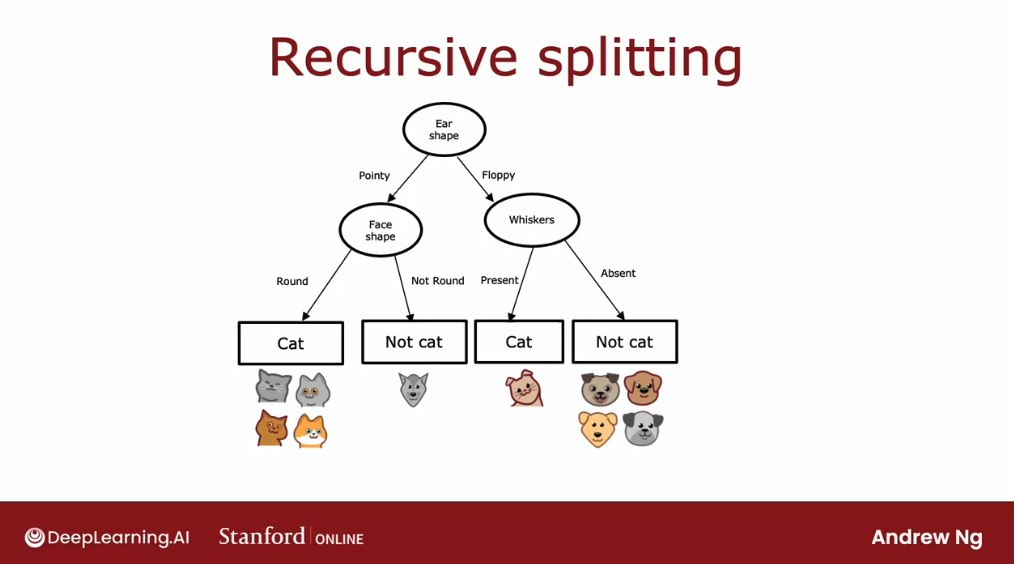 Recursive splitting
Ear
shape
Pointy
Floppy
Face
shape
Whiskers
Round
Not Round
Present
Absent
Cat
Not cat
Cat
Not cat
DeepLearning.AI
Stanford ONLINE
Andrew Ng